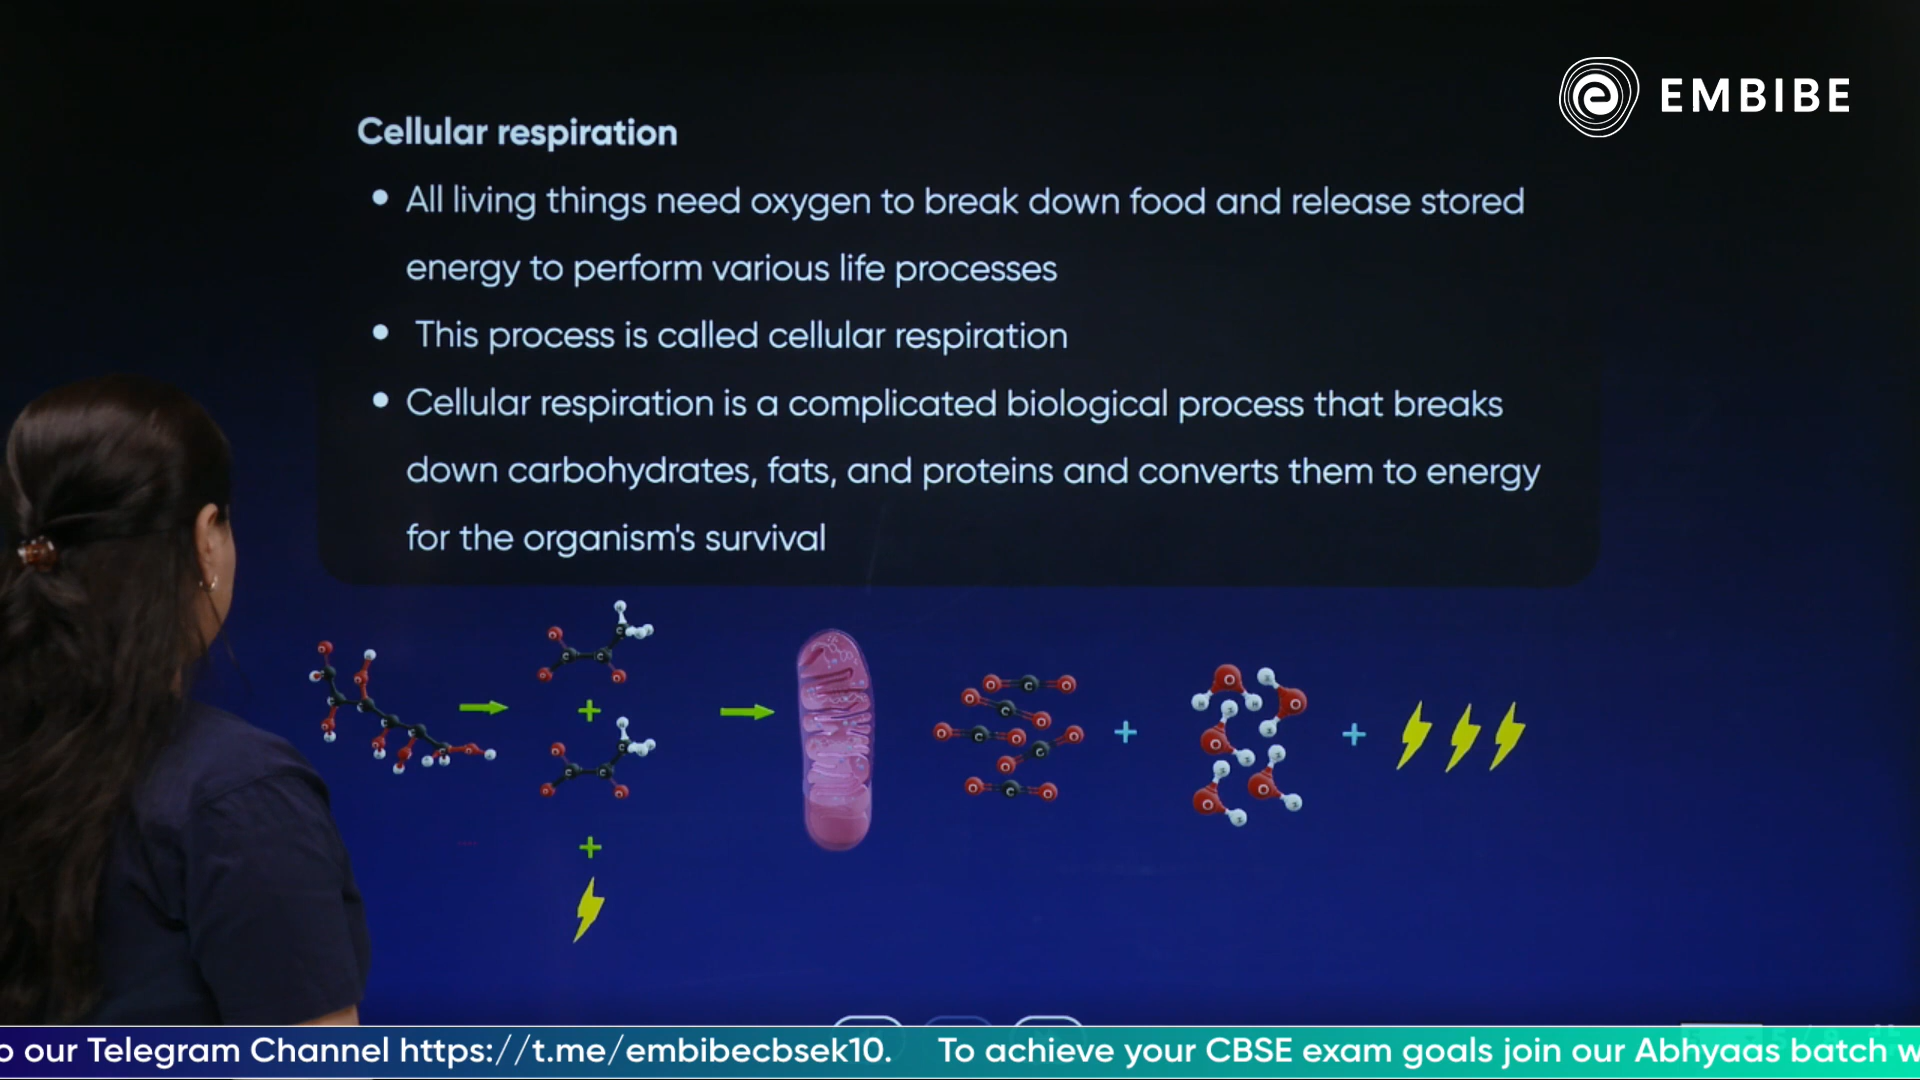 EMBIBE
Cellular respiration
• All living things need oxygen to break down food and release stored
energy to perform various life processes
• This process is called cellular respiration
• Cellular respiration is a complicated biological process that breaks
down carbohydrates, fats, and proteins and converts them to energy
for the organism's survival
o our Telegram Channel https://t.me/embibecbsek10. To achieve your CBSE exam goals join our Abhyaas batch w